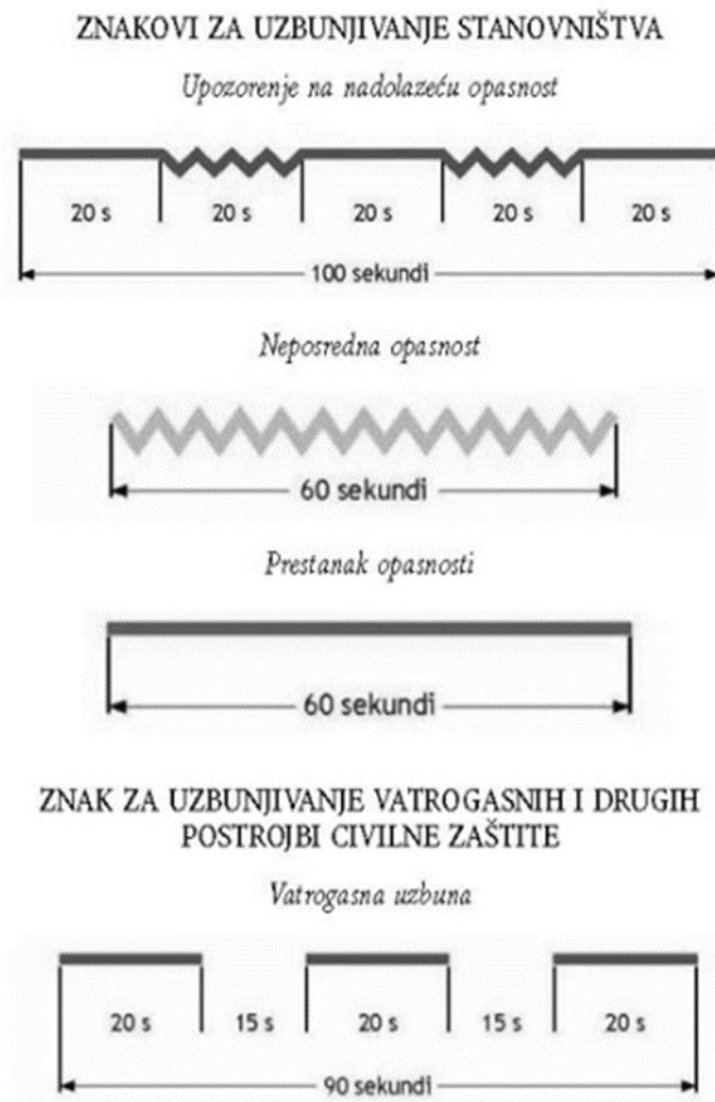 ZNAKOVI ZA UZBUNJIVANJE STANOVNIŠTVA
Upozorenje na nadolazeću opasnost
20 s 20 s 20 s 20 s 20 s
100 sekundi
Neposredna opasnost
60 sekundi
Prestanak opasnosti
60 sekundi
ZNAK ZA UZBUNJIVANJE VATROGASNIH I DRUGIH
POSTROJBI CIVILNE ZAŠTITE
Vatrogasna uzbuna
20 s 15 s 20 s 15 s 20 s
90 sekundi